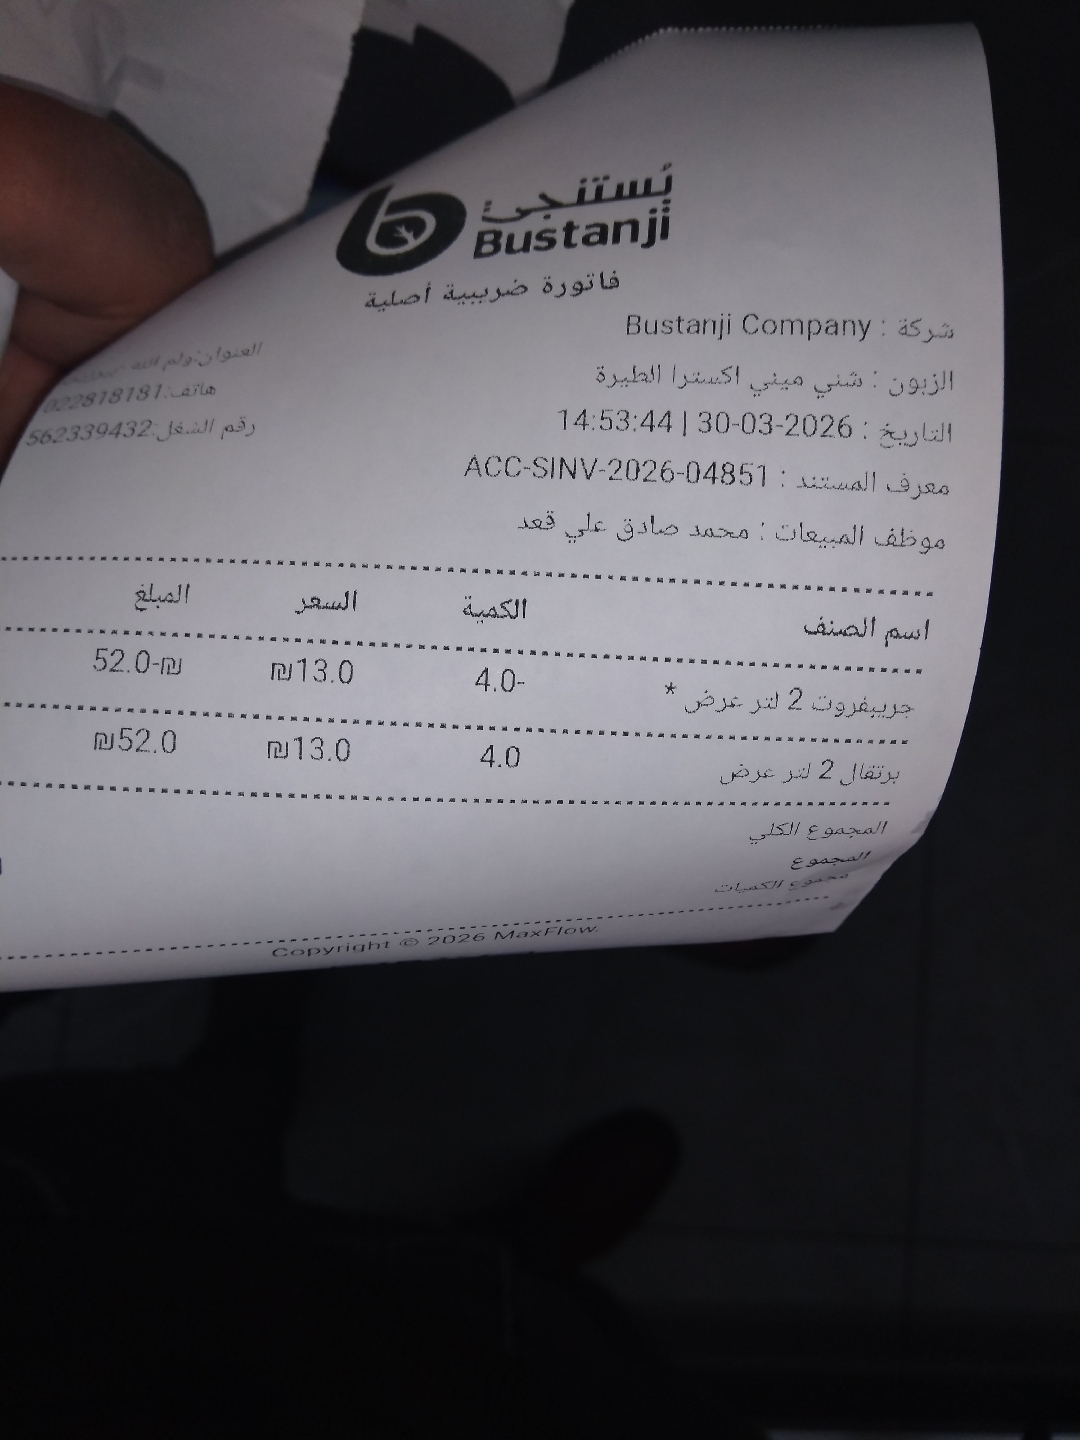 بُستنجي
Bustanji
فاتورة ضريبية أصلية
شركة : Bustanji Company
العنوان:رام الله
الزبون : شني ميني اكسترا الطيرة
هاتف:022818181
التاريخ : 30-03-2026 | 14:53:44
رقم المشغل:562339432
معرف المستند : ACC-SINV-2026-04851
موظف المبيعات : محمد صادق علي قعد
اسم الصنف الكمية السعر المبلغ
جريبفروت 2 لتر عرض * 4.0- ₪13.0 52.0-₪
برتقال 2 لتر عرض 4.0 ₪13.0 ₪52.0
المجموع الكلي
المجموع
مجموع الكميات
Copyright © 2026 MaxFlow.